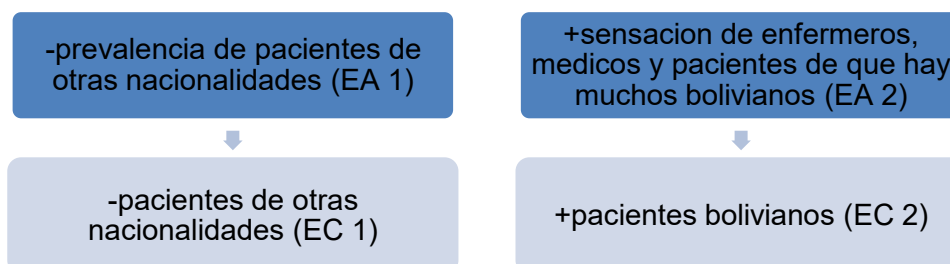 -prevalencia de pacientes de
otras nacionalidades (EA 1)
+sensacion de enfermeros,
medicos y pacientes de que hay
muchos bolivianos (EA 2)
-pacientes de otras
nacionalidades (EC 1)
+pacientes bolivianos (EC 2)